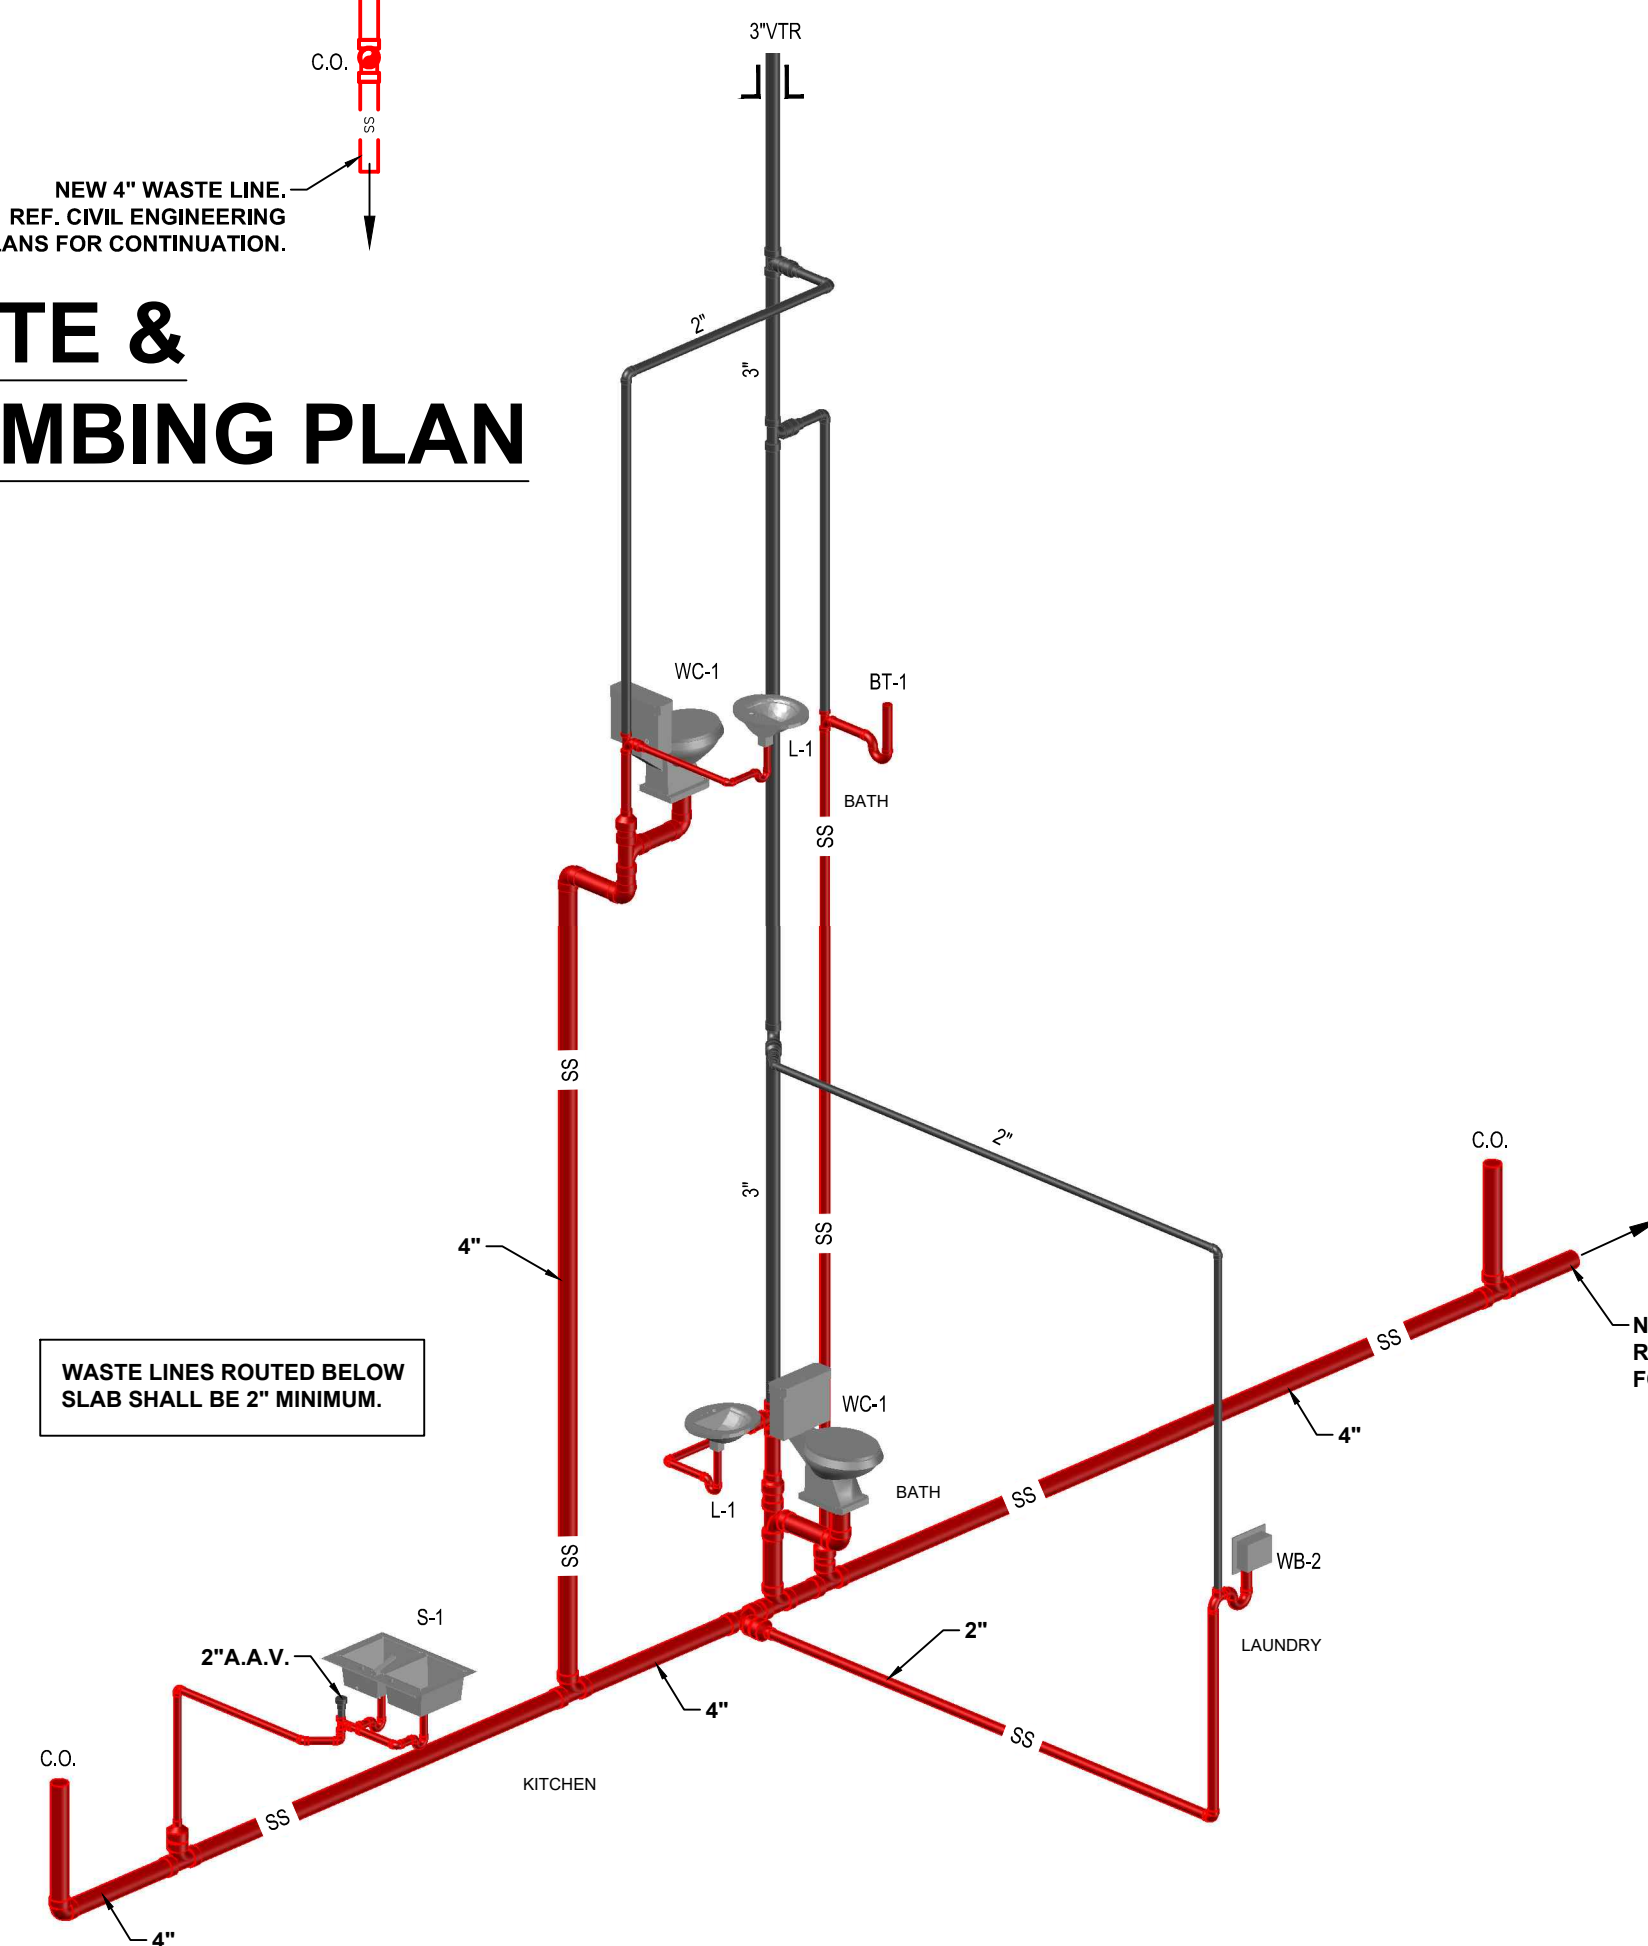 3"VTR
C.O.
SS
NEW 4" WASTE LINE.
REF. CIVIL ENGINEERING
LANS FOR CONTINUATION.
TE &
MBING PLAN
2"
3"
WC-1
BT-1
L-1
BATH
SS
SS
2"
C.O.
3"
SS
4"
SS
N
R
WASTE LINES ROUTED BELOW
SLAB SHALL BE 2" MINIMUM.
WC-1
4"
BATH
SS
L-1
SS
WB-2
S-1
2"
LAUNDRY
2"A.A.V.
4"
SS
C.O.
KITCHEN
SS
4"